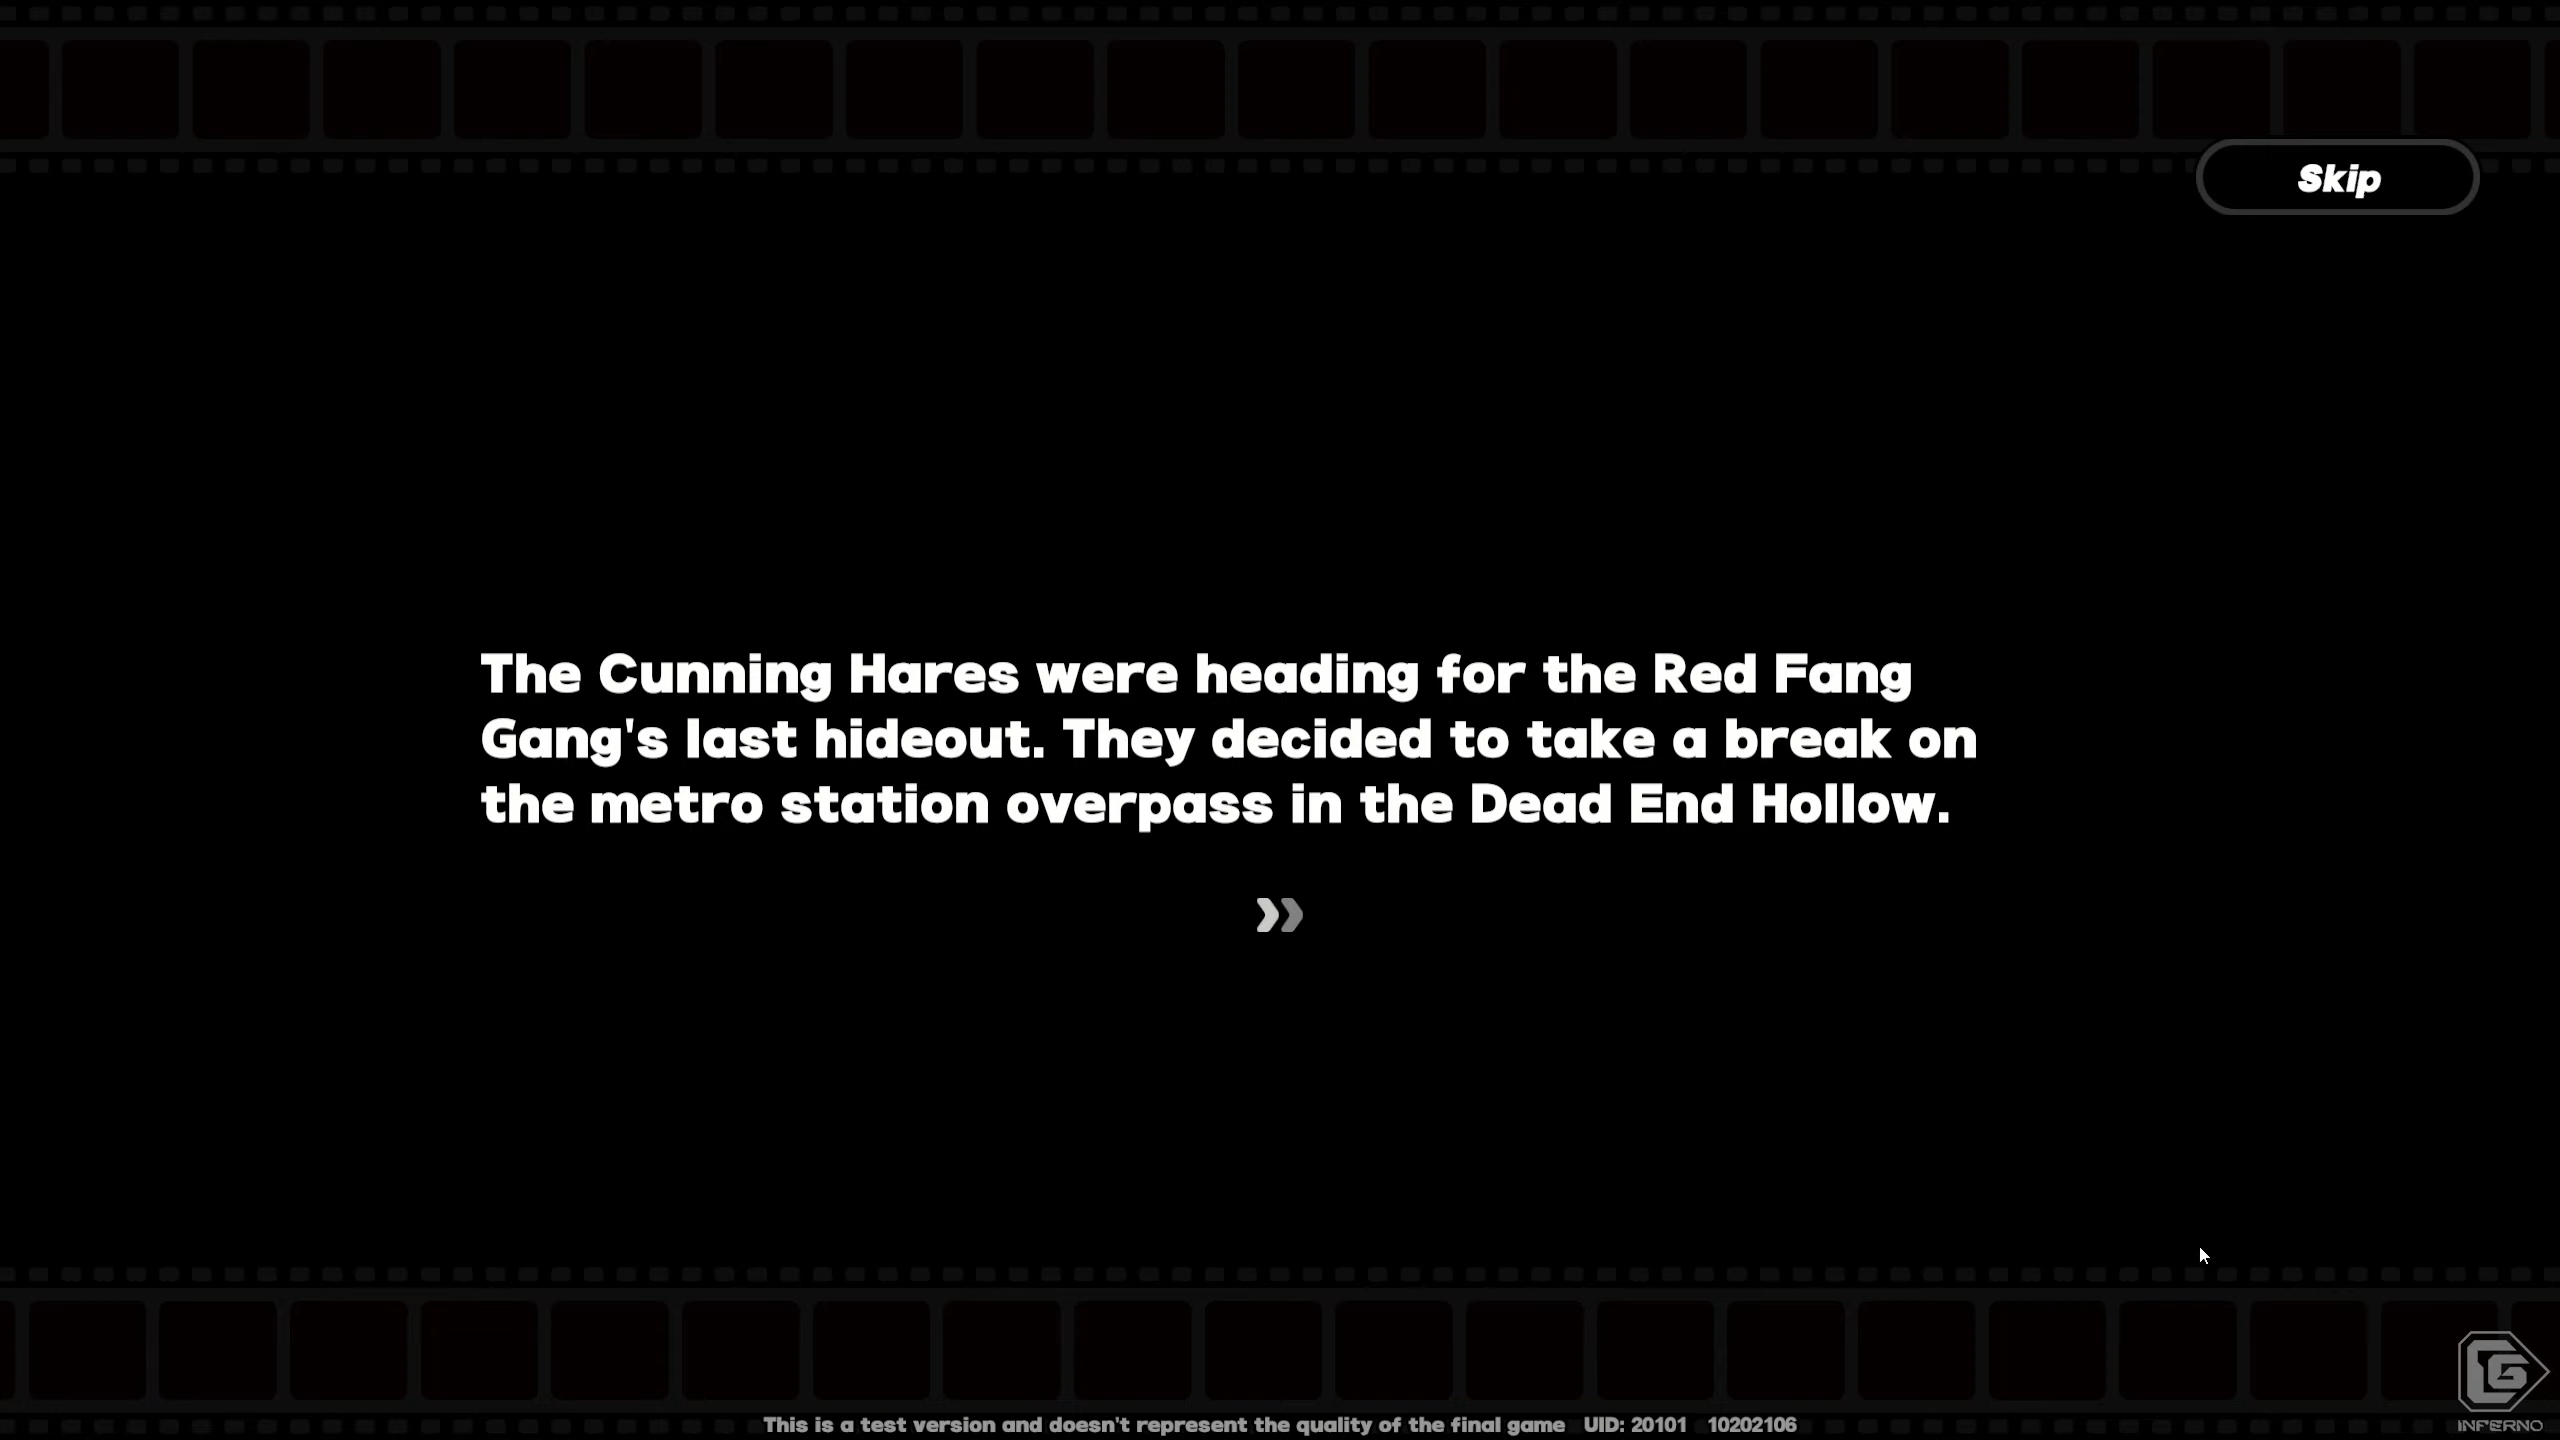 Skip
The Cunning Hares were heading for the Red Fang
Gang's last hideout. They decided to take a break on
the metro station overpass in the Dead End Hollow.
This is a test version and doesn't represent the quality of the final game UID: 20101 10202106
INFERNO